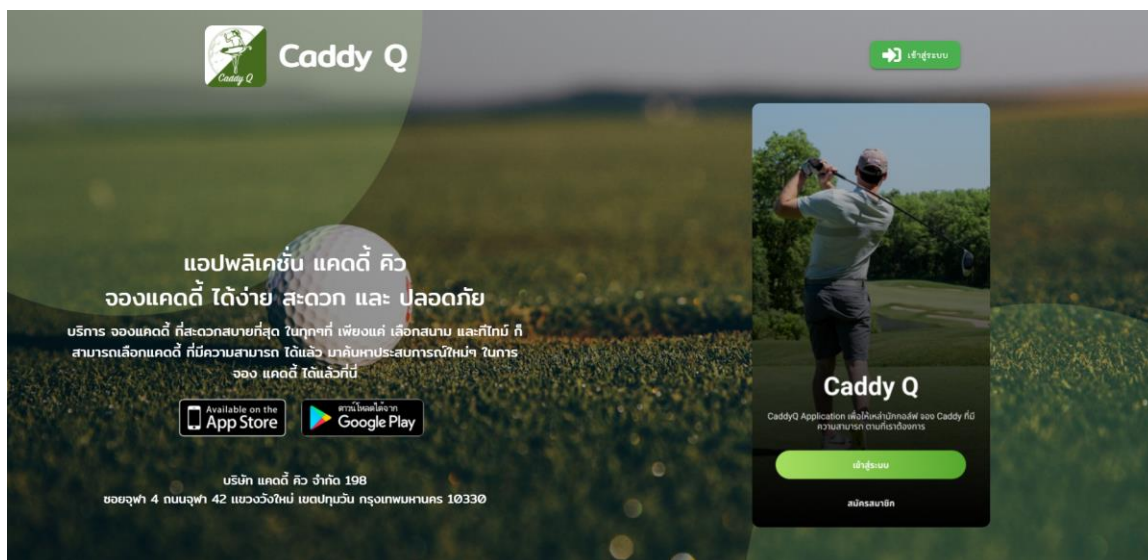 Caddy Q
Caddy Q
เข้าสู่ระบบ
แอปพลิเคชั่น แคดดี้ คิว
จองแคดดี้ ได้ง่าย สะดวก และ ปลอดภัย
บริการ จองแคดดี้ ที่สะดวกสบายที่สุด ในทุกๆที่ เพียงแค่ เลือกสนาม และทีไทม์ ก็
สามารถเลือกแคดดี้ ที่มีความสามารถ ได้แล้ว มาค้นหาประสบการณ์ใหม่ๆ ในการ
จอง แคดดี้ ได้แล้วที่นี่
Available on the
App Store
ดาวน์โหลดได้จาก
Google Play
บริษัท แคดดี้ คิว จำกัด 198
ซอยจุฬา 4 ถนนจุฬา 42 แขวงวังใหม่ เขตปทุมวัน กรุงเทพมหานคร 10330
Caddy Q
CaddyQ Application เพื่อให้เหล่านักกอล์ฟ จอง Caddy ที่มี
ความสามารถ ตามที่เราต้องการ
เข้าสู่ระบบ
สมัครสมาชิก